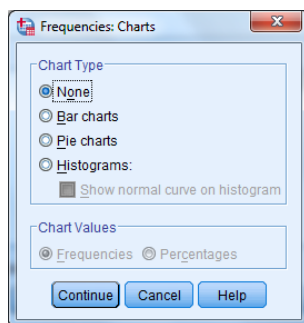 Frequencies: Charts
Chart Type
None
Bar charts
Pie charts
Histograms:
Show normal curve on histogram
Chart Values
Frequencies Percentages
Continue Cancel Help